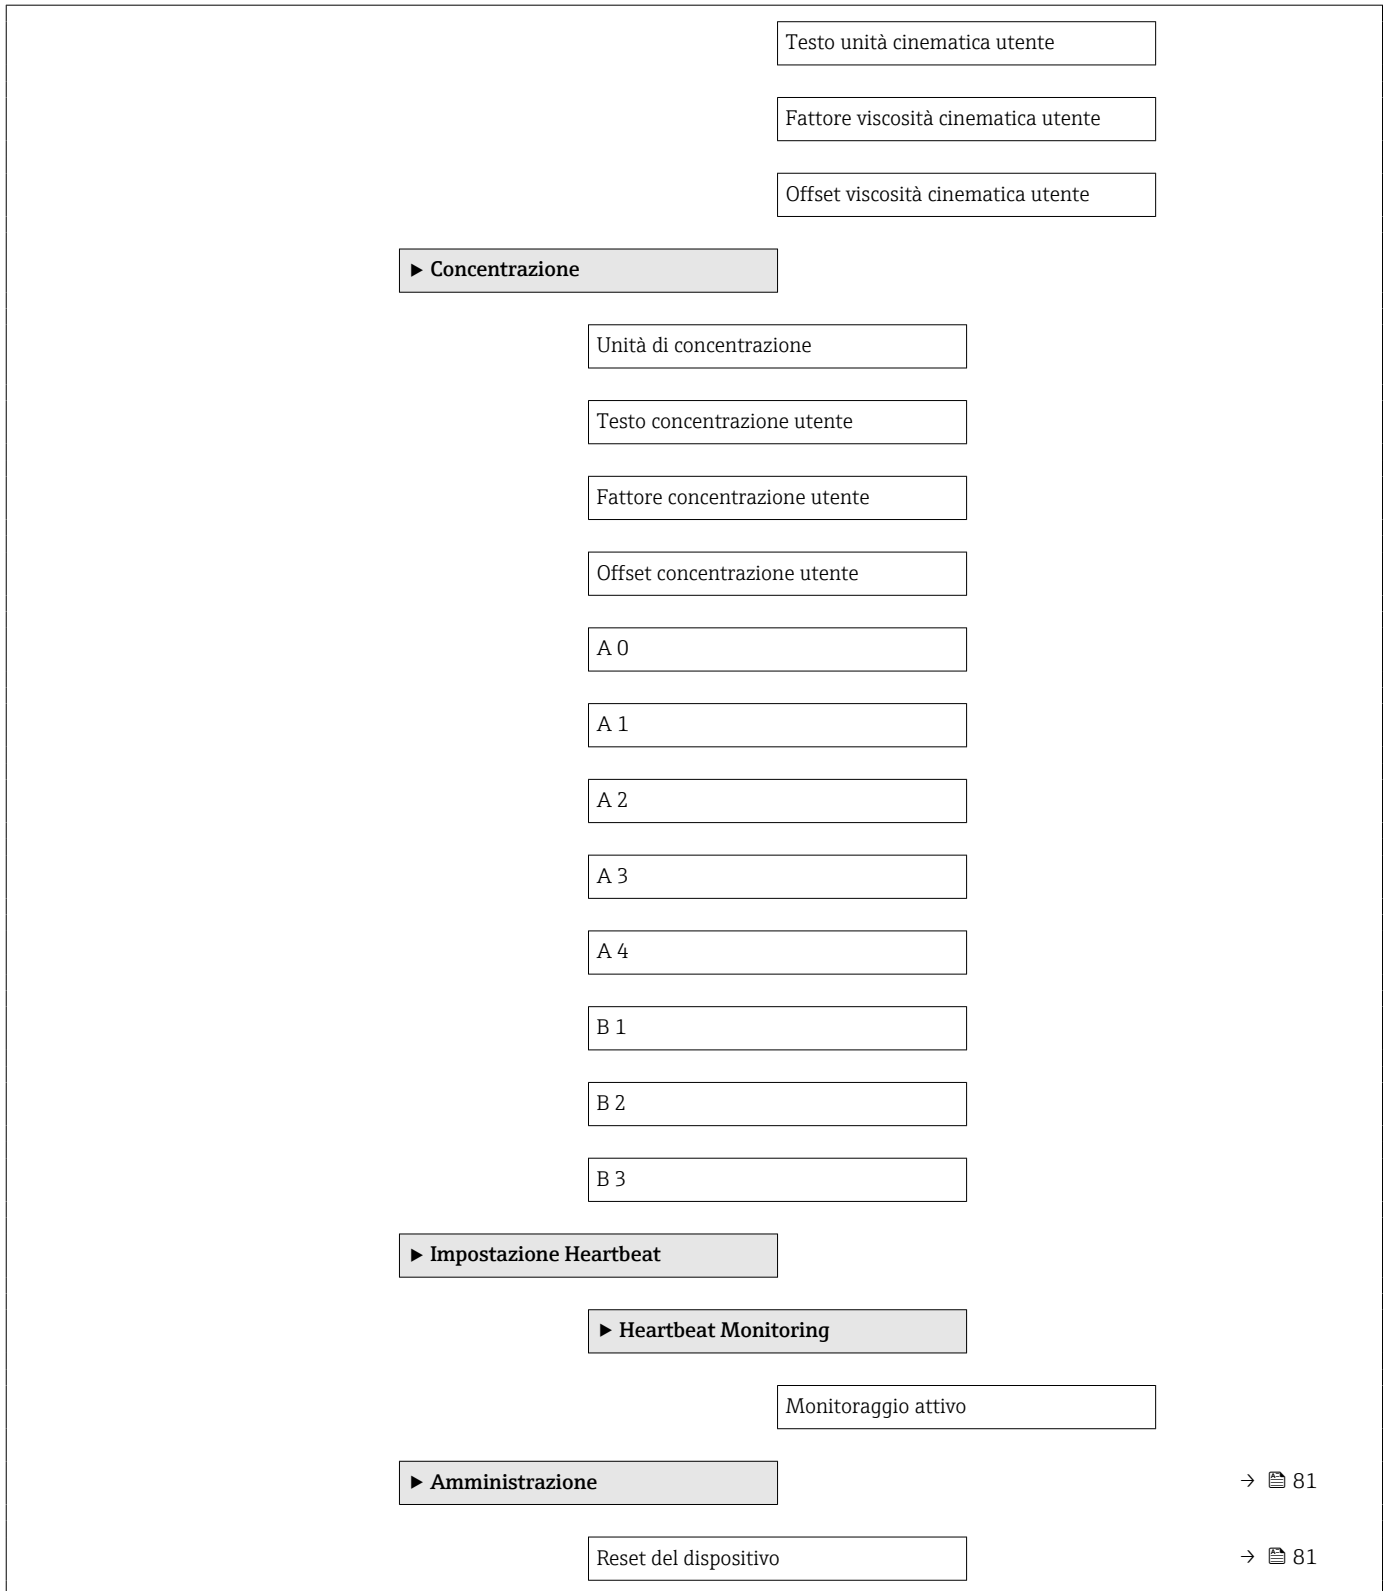 Testo unità cinematica utente
Fattore viscosità cinematica utente
Offset viscosità cinematica utente
▶ Concentrazione
Unità di concentrazione
Testo concentrazione utente
Fattore concentrazione utente
Offset concentrazione utente
A 0
A 1
A 2
A 3
A 4
B 1
B 2
B 3
▶ Impostazione Heartbeat
▶ Heartbeat Monitoring
Monitoraggio attivo
▶ Amministrazione → 81
Reset del dispositivo → 81